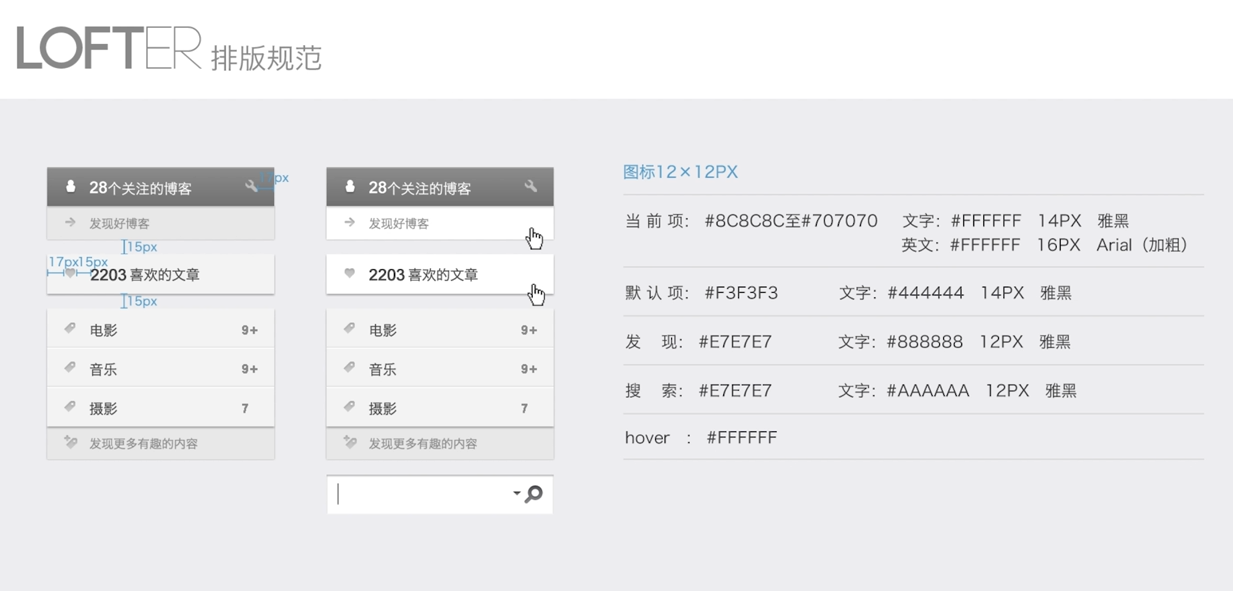 LOFTER 排版规范
28个关注的博客
发现好博客
15px
17px15px
2203 喜欢的文章
15px
电影 9+
音乐 9+
摄影 7
发现更多有趣的内容
28个关注的博客
发现好博客
2203 喜欢的文章
电影 9+
音乐 9+
摄影 7
发现更多有趣的内容
图标12×12PX
当前项: #8C8C8C至#707070 文字: #FFFFFF 14PX 雅黑
英文: #FFFFFF 16PX Arial（加粗）
默认项: #F3F3F3 文字: #444444 14PX 雅黑
发 现: #E7E7E7 文字: #888888 12PX 雅黑
搜 索: #E7E7E7 文字: #AAAAAA 12PX 雅黑
hover : #FFFFFF